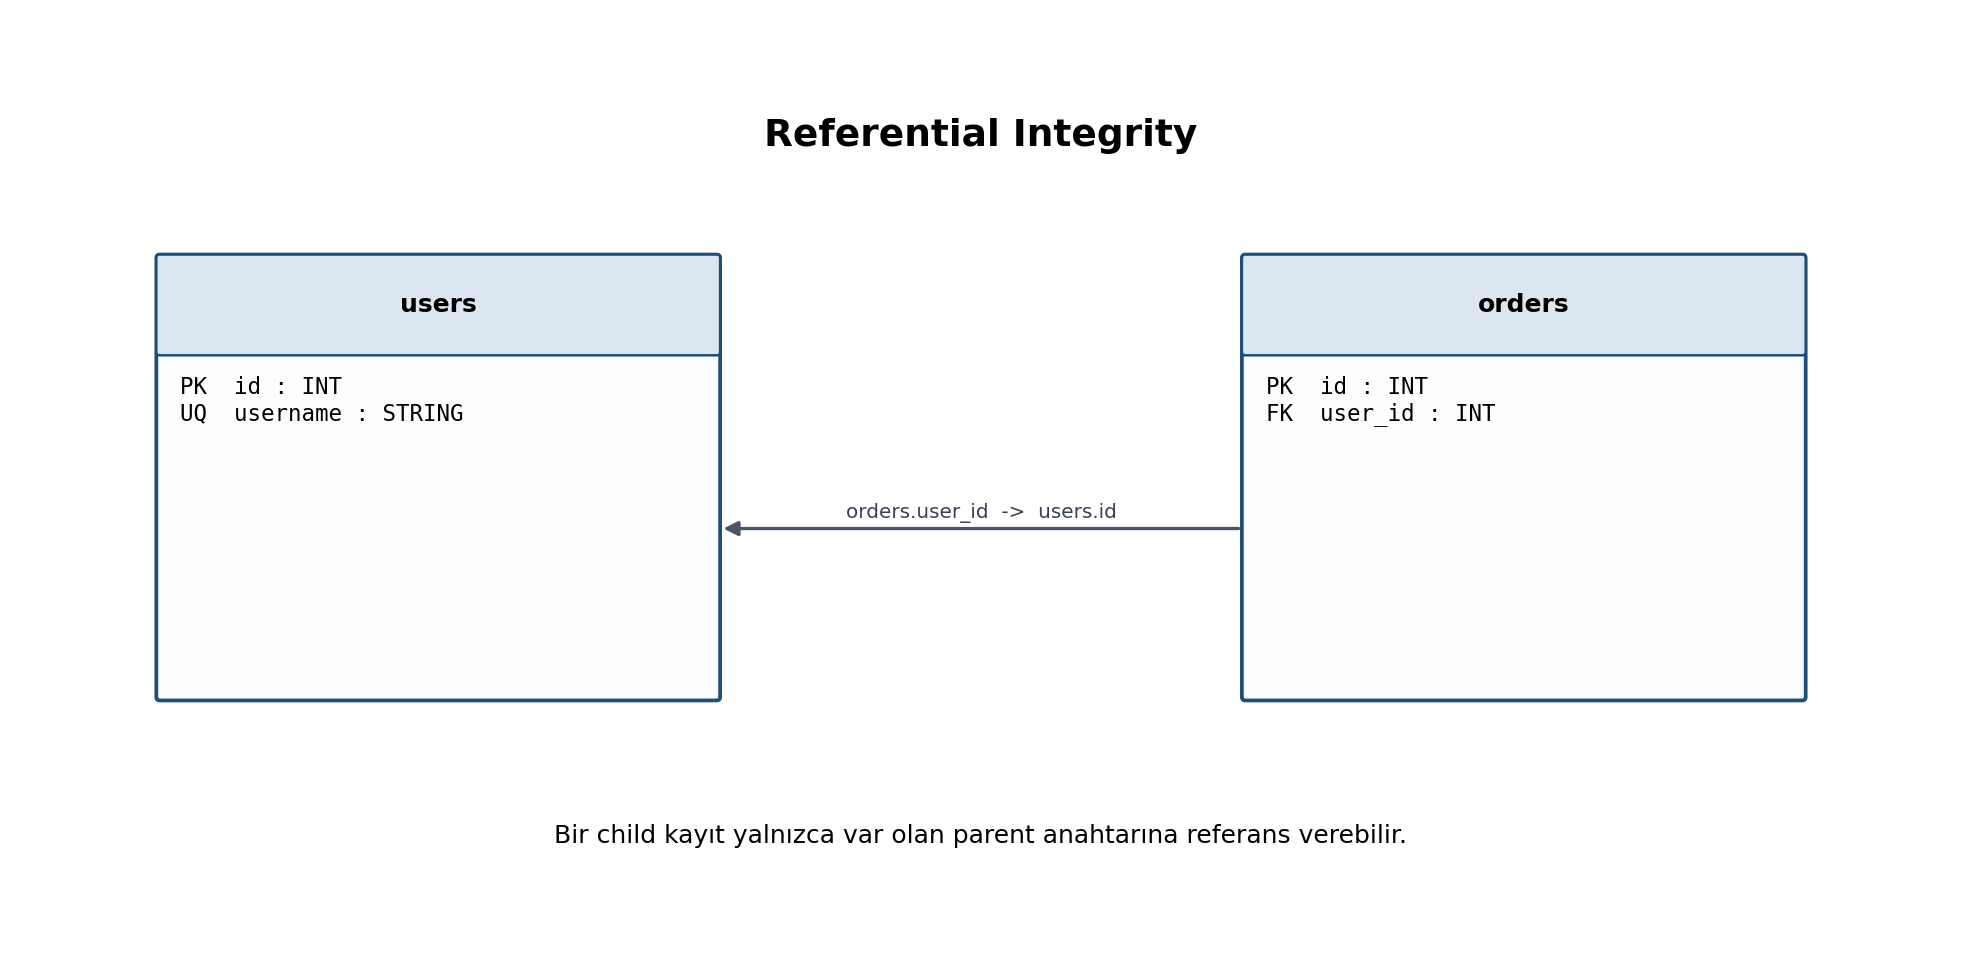 Referential Integrity
users
PK  id : INT
UQ  username : STRING
orders
PK  id : INT
FK  user_id : INT
orders.user_id  ->  users.id
Bir child kayıt yalnızca var olan parent anahtarına referans verebilir.